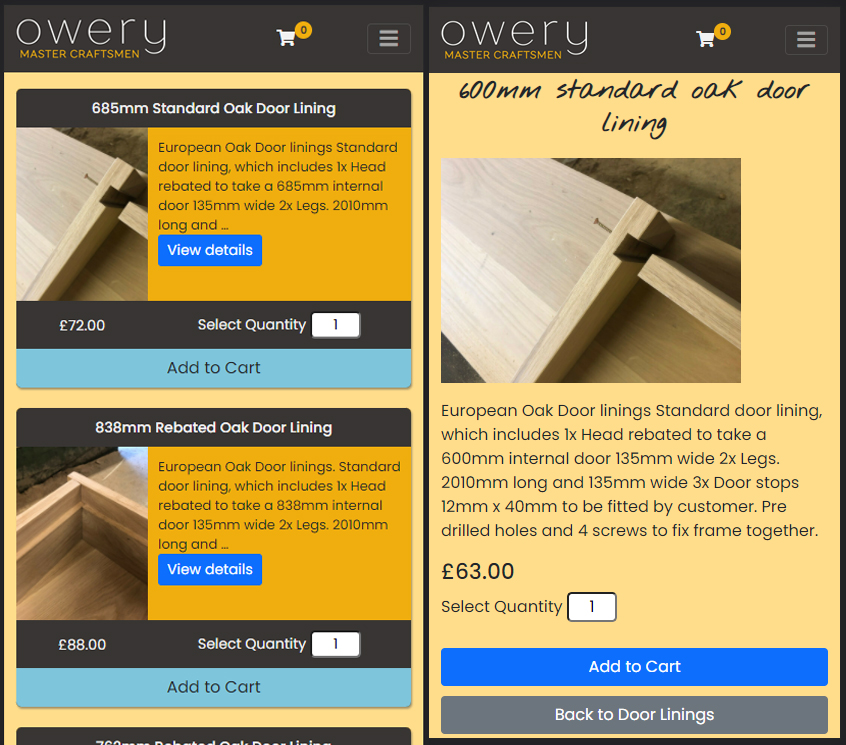 owery
MASTER CRAFTSMEN
0
685mm Standard Oak Door Lining
European Oak Door linings Standard
door lining, which includes 1x Head
rebated to take a 685mm internal
door 135mm wide 2x Legs. 2010mm
long and ...
View details
£72.00
Select Quantity 1
Add to Cart
838mm Rebated Oak Door Lining
European Oak Door linings. Standard
door lining, which includes 1x Head
rebated to take a 838mm internal
door 135mm wide 2x Legs. 2010mm
long and ...
View details
£88.00
Select Quantity 1
Add to Cart
762mm Rebated Oak Door Lining
owery
MASTER CRAFTSMEN
0
600mm standard oak door
lining
European Oak Door linings Standard door lining,
which includes 1x Head rebated to take a
600mm internal door 135mm wide 2x Legs.
2010mm long and 135mm wide 3x Door stops
12mm x 40mm to be fitted by customer. Pre
drilled holes and 4 screws to fix frame together.
£63.00
Select Quantity 1
Add to Cart
Back to Door Linings